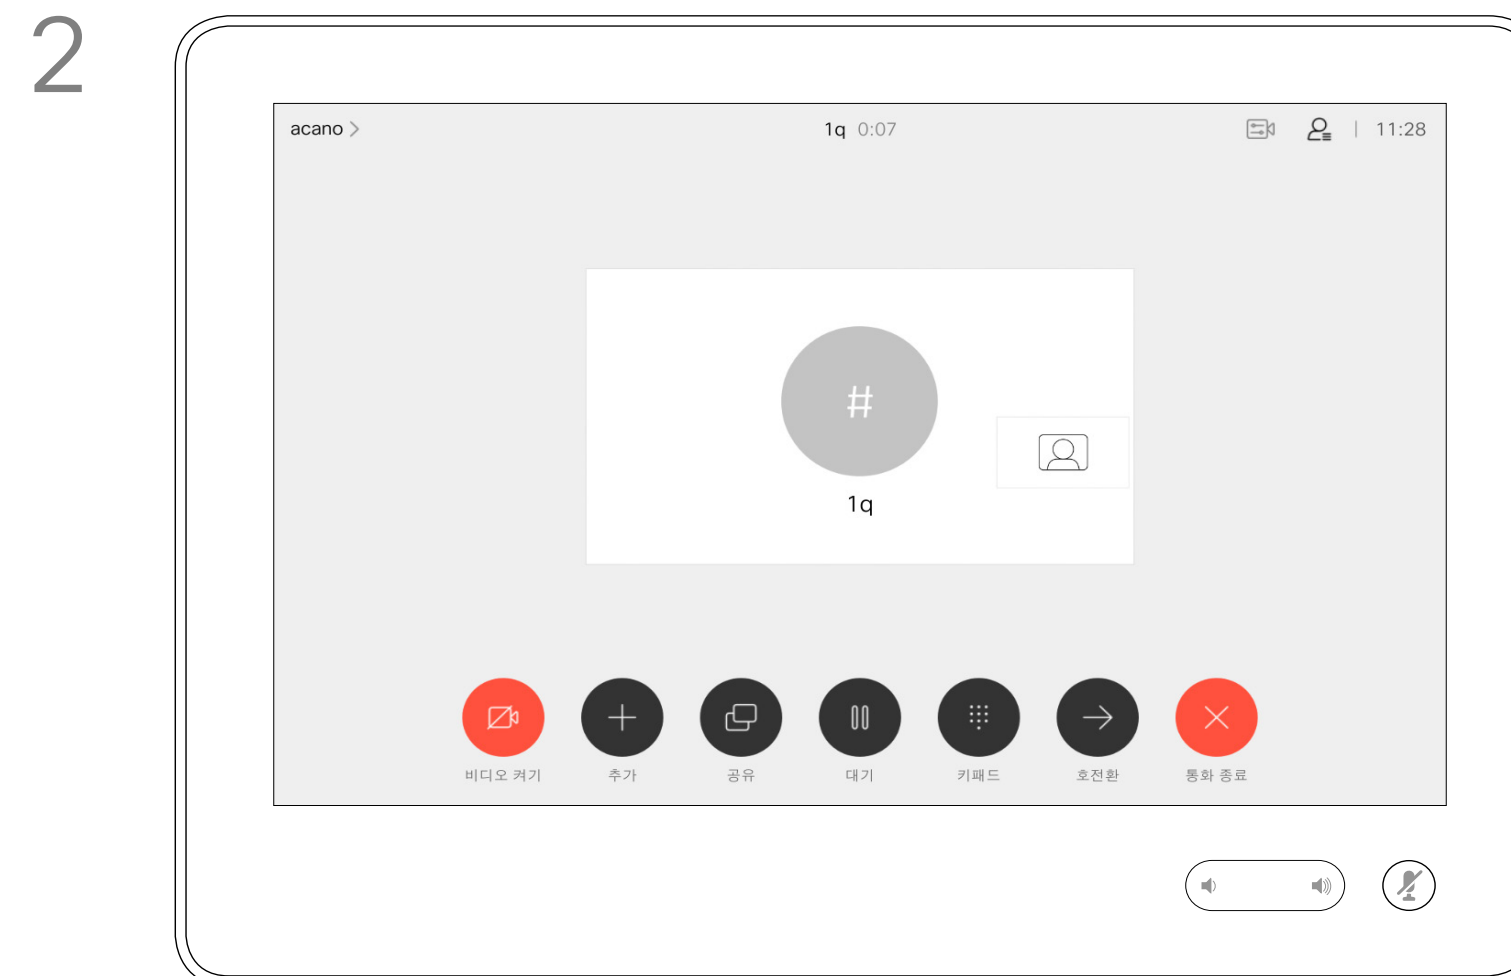 2
acano >
1q 0:07
11:28
#
1q
비디오 켜기
추가
공유
대기
키패드
호전환
통화 종료